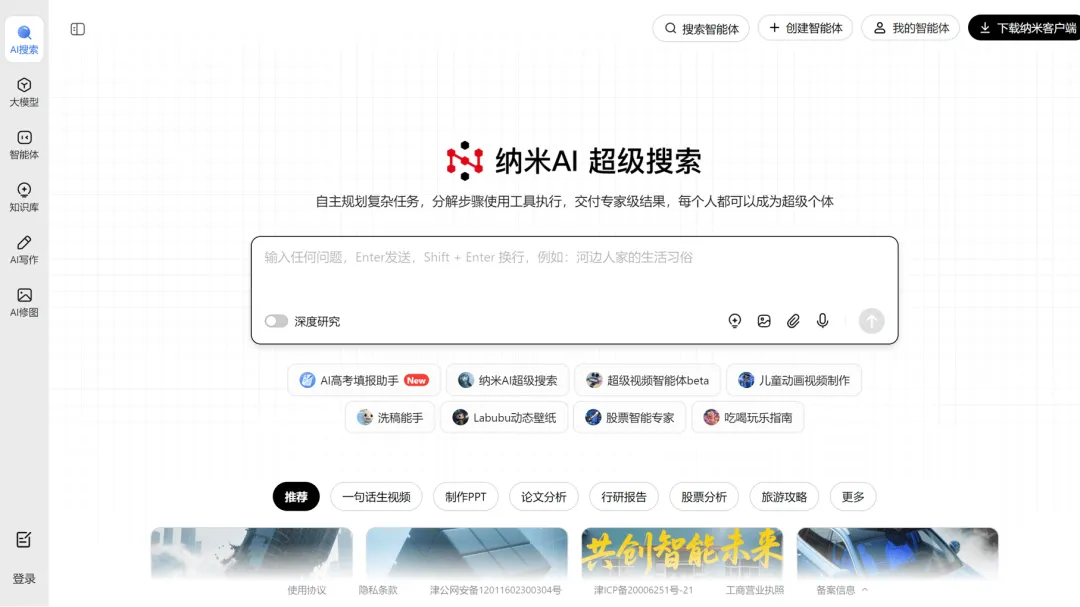 AI搜索
大模型
智能体
知识库
AI写作
AI修图
登录
搜索智能体
创建智能体
我的智能体
下载纳米客户端
纳米AI 超级搜索
自主规划复杂任务，分解步骤使用工具执行，交付专家级结果，每个人都可以成为超级个体
输入任何问题，Enter发送，Shift + Enter 换行，例如：河边人家的生活习俗
深度研究
AI高考填报助手 New
纳米AI超级搜索
超级视频智能体beta
儿童动画视频制作
洗稿能手
Labubu动态壁纸
股票智能专家
吃喝玩乐指南
推荐
一句话生视频
制作PPT
论文分析
行研报告
股票分析
旅游攻略
更多
共创智能未来
使用协议
隐私条款
津公网安备12011602300304号
津ICP备20006251号-21
工商营业执照
备案信息